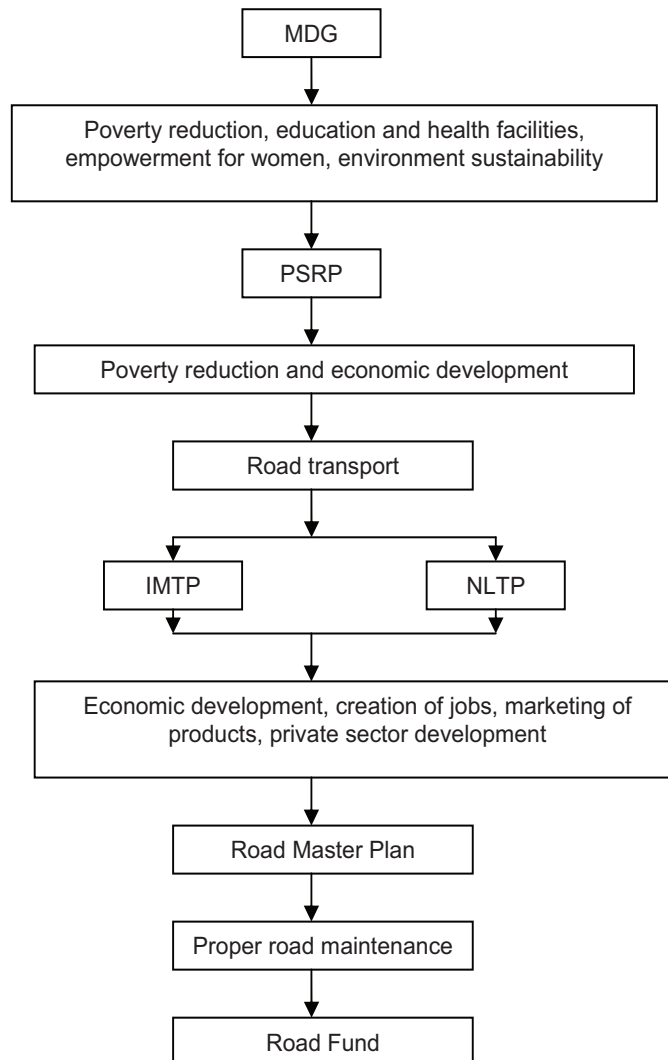 MDG
Poverty reduction, education and health facilities,
empowerment for women, environment sustainability
PSRP
Poverty reduction and economic development
Road transport
IMTP
NLTP
Economic development, creation of jobs, marketing of
products, private sector development
Road Master Plan
Proper road maintenance
Road Fund